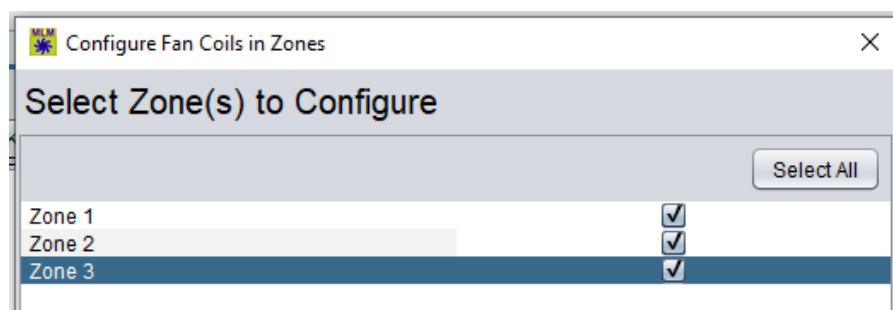 MLM
Configure Fan Coils in Zones
Select Zone(s) to Configure
Select All
Zone 1
Zone 2
Zone 3